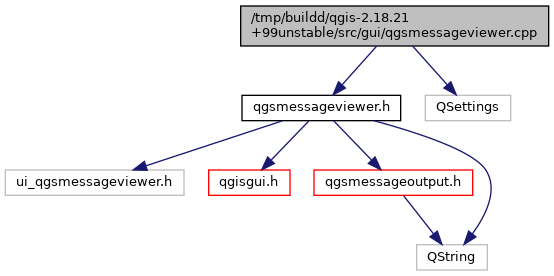 /tmp/buildd/qgis-2.18.21
+99unstable/src/gui/qgsmessageviewer.cpp
qgsmessageviewer.h
QSettings
ui_qgsmessageviewer.h
qgisgui.h
qgsmessageoutput.h
QString